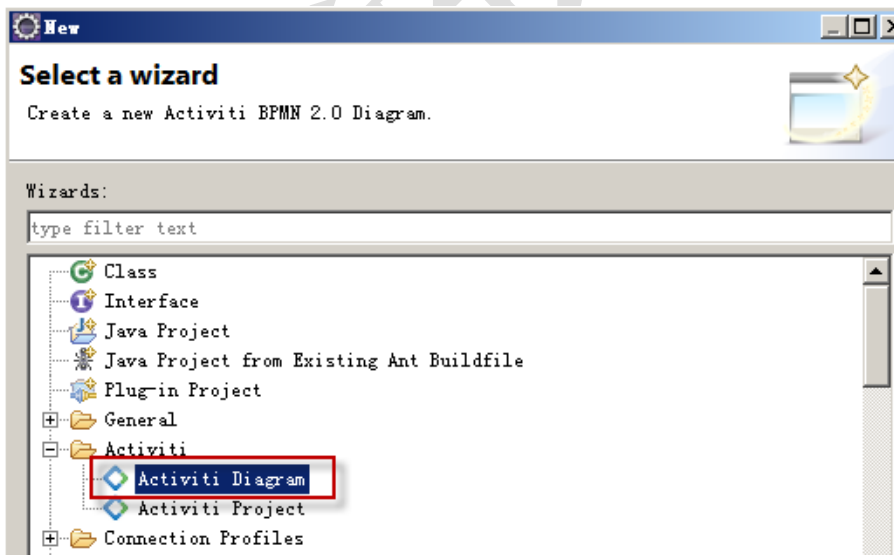 New
Select a wizard
Create a new Activiti BPMN 2.0 Diagram.
Wizards:
type filter text
Class
Interface
Java Project
Java Project from Existing Ant Buildfile
Plug-in Project
General
Activiti
Activiti Diagram
Activiti Project
Connection Profiles